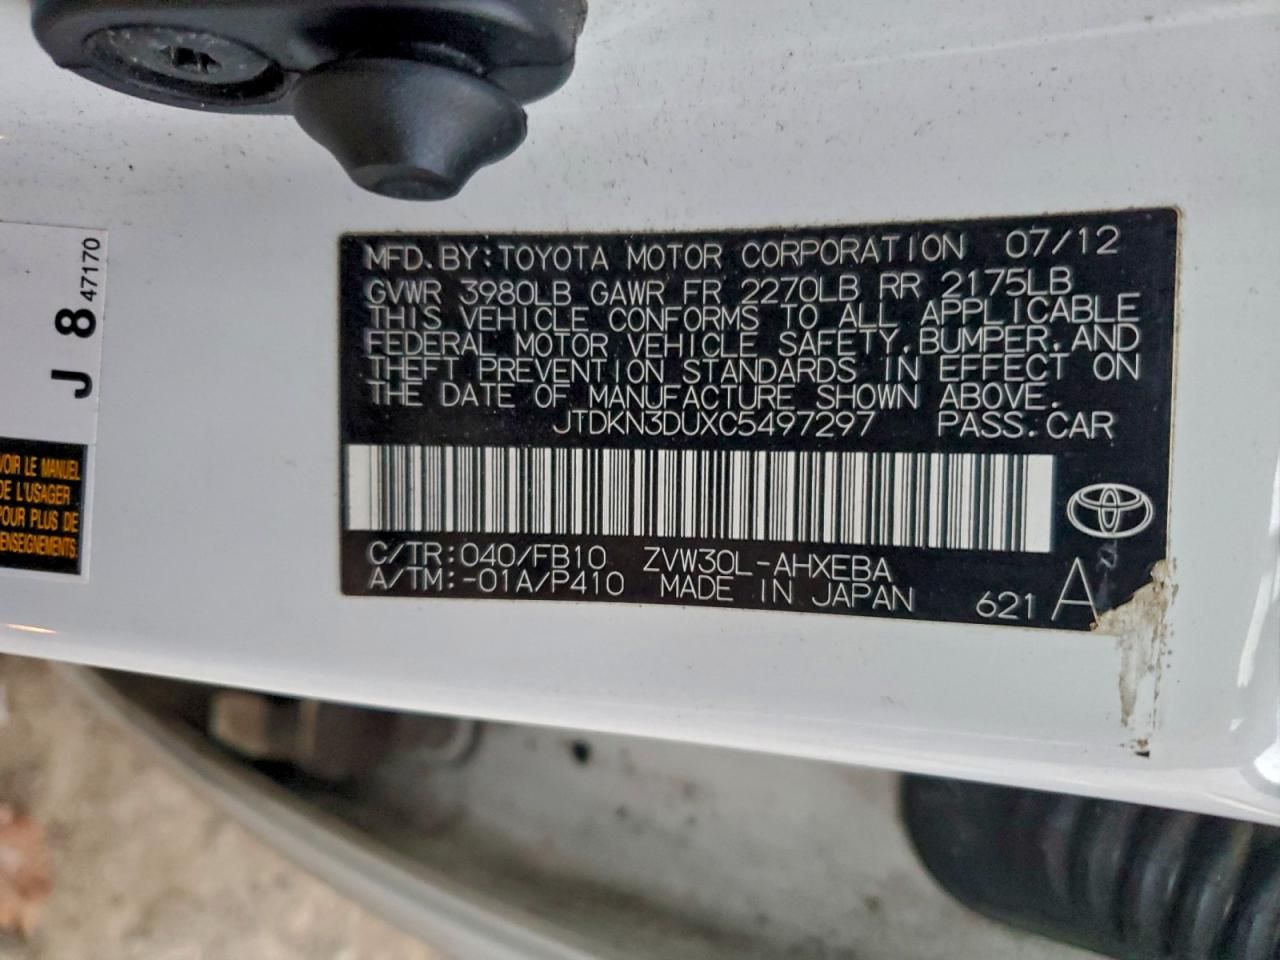 MFD. BY: TOYOTA MOTOR CORPORATION 07/12
GVWR 3980LB GAWR FR 2270LB RR 2175LB
THIS VEHICLE CONFORMS TO ALL APPLICABLE
FEDERAL MOTOR VEHICLE SAFETY, BUMPER, AND
THEFT PREVENTION STANDARDS IN EFFECT ON
THE DATE OF MANUFACTURE SHOWN ABOVE.
JTDKN3DUXC5497297 PASS. CAR
C/TR: 040/FB10 ZVW30L-AHXEBA
A/TM: -01A/P410 MADE IN JAPAN 621 A
J 8 47170
VOIR LE MANUEL
DE L'USAGER
POUR PLUS DE
RENSEIGNEMENTS.